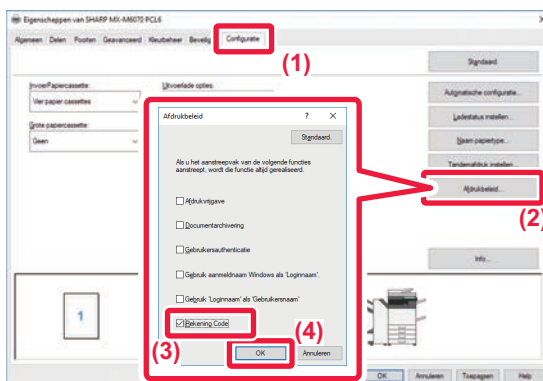 Eigenschappen van SHARP MX-M6070 PCL6
Algemeen Delen Poorten Geavanceerd Kleurbeheer Beveilig Configuratie
(1)
Standaard
InvoerPapiercassette:
Uitvoerlade opties:
Vier papier cassettes
Automatische configuratie...
Ladestatus instellen...
Grote papiercassette:
Geen
Naam papiertype...
Tandemafdruk instellen...
Afdrukbeleid...
(2)
Info...
Afdrukbeleid
? ×
Standaard.
Als u het aanstreepvak van de volgende functies
aanstreept, wordt die functie altijd gerealiseerd.
Afdrukvrijgave
Documentarchivering
Gebruikersauthenticatie
Gebruik aanmeldnaam Windows als 'Loginnaam'.
Gebruik 'Loginnaam' als 'Gebruikersnaam'
Rekening Code
(3)
(4)
OK Annuleren
1
OK Annuleren Toepassen Help